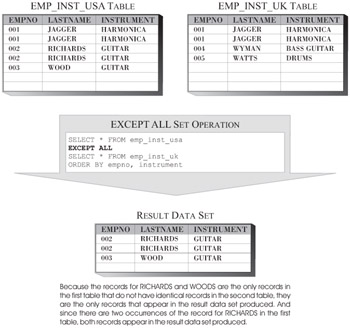 EMP_INST_USA TABLE
EMPNO LASTNAME INSTRUMENT
001 JAGGER HARMONICA
001 JAGGER HARMONICA
002 RICHARDS GUITAR
002 RICHARDS GUITAR
003 WOOD GUITAR
EMP_INST_UK TABLE
EMPNO LASTNAME INSTRUMENT
001 JAGGER HARMONICA
001 JAGGER HARMONICA
004 WYMAN BASS GUITAR
005 WATTS DRUMS
EXCEPT ALL SET OPERATION
SELECT * FROM emp_inst_usa
EXCEPT ALL
SELECT * FROM emp_inst_uk
ORDER BY empno, instrument
RESULT DATA SET
EMPNO LASTNAME INSTRUMENT
002 RICHARDS GUITAR
002 RICHARDS GUITAR
003 WOOD GUITAR
Because the records for RICHARDS and WOODS are the only records in
the first table that do not have identical records in the second table, they
are the only records that appear in the result data set produced. And
since there are two occurrences of the record for RICHARDS in the first
table, both records appear in the result data set produced.